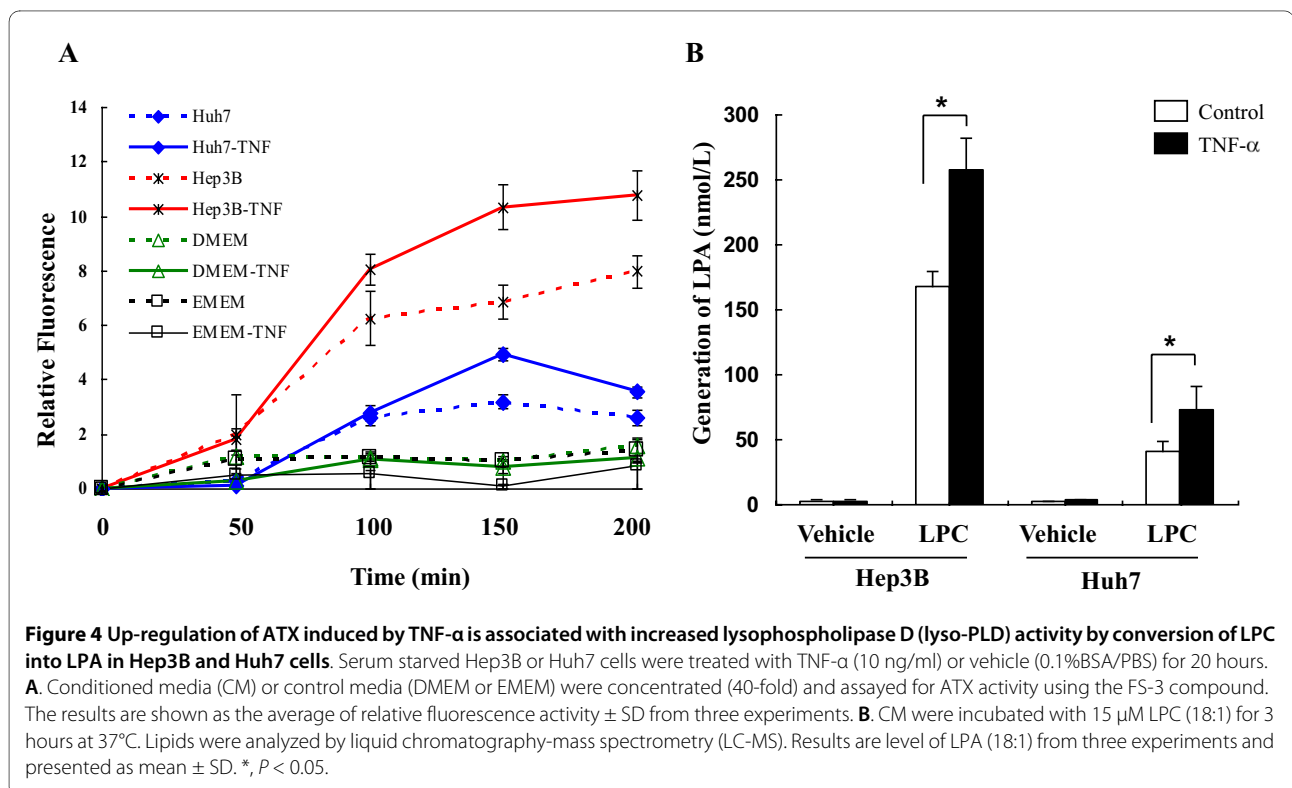 A
14
12
10
8
6
4
2
0
Relative Fluorescence
Huh7
Huh7-TNF
Hep3B
Hep3B-TNF
DMEM
DMEM-TNF
EMEM
EMEM-TNF
0 50 100 150 200
Time (min)
B
300
250
200
150
100
50
0
Generation of LPA (nmol/L)
Control
TNF-α
*
*
Vehicle LPC Vehicle LPC
Hep3B Huh7
Figure 4 Up-regulation of ATX induced by TNF-α is associated with increased lysophospholipase D (lyso-PLD) activity by conversion of LPC
into LPA in Hep3B and Huh7 cells. Serum starved Hep3B or Huh7 cells were treated with TNF-α (10 ng/ml) or vehicle (0.1%BSA/PBS) for 20 hours.
A. Conditioned media (CM) or control media (DMEM or EMEM) were concentrated (40-fold) and assayed for ATX activity using the FS-3 compound.
The results are shown as the average of relative fluorescence activity ± SD from three experiments. B. CM were incubated with 15 μM LPC (18:1) for 3
hours at 37°C. Lipids were analyzed by liquid chromatography-mass spectrometry (LC-MS). Results are level of LPA (18:1) from three experiments and
presented as mean ± SD. *, P < 0.05.